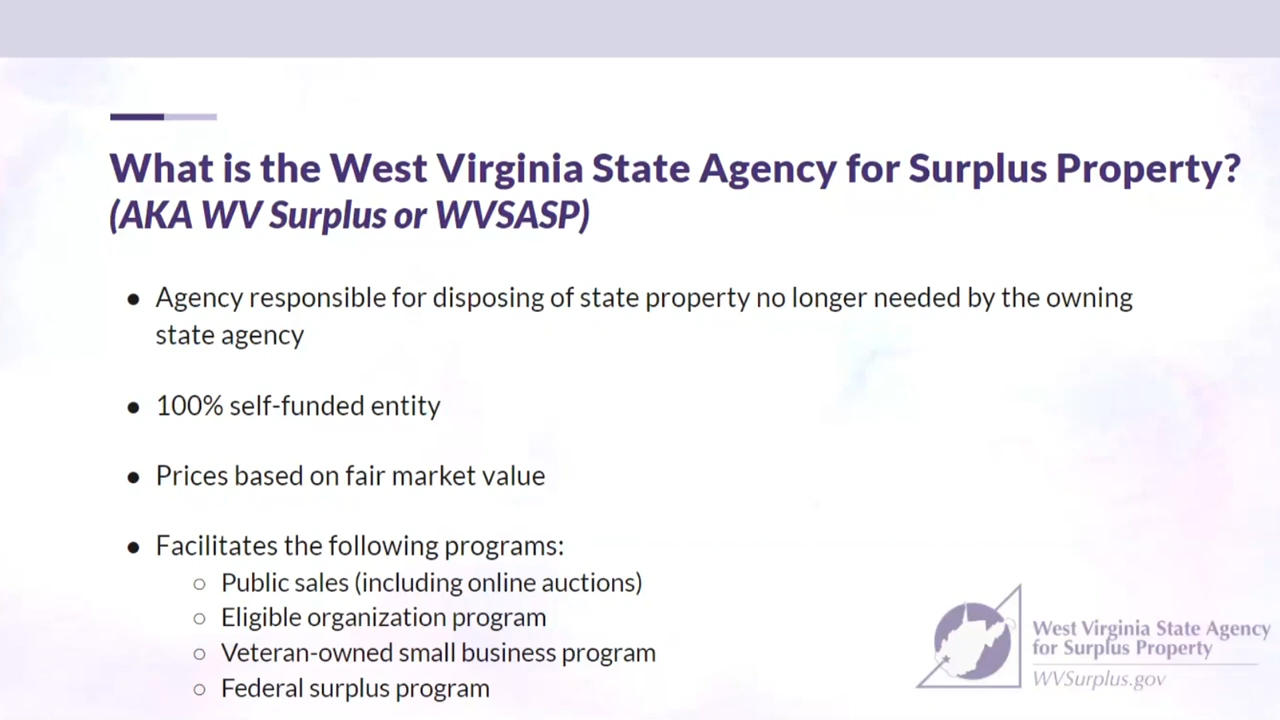 What is the West Virginia State Agency for Surplus Property?
(AKA WV Surplus or WVSASP)
● Agency responsible for disposing of state property no longer needed by the owning
state agency
● 100% self-funded entity
● Prices based on fair market value
● Facilitates the following programs:
○ Public sales (including online auctions)
○ Eligible organization program
○ Veteran-owned small business program
○ Federal surplus program
West Virginia State Agency
for Surplus Property
WVSurplus.gov